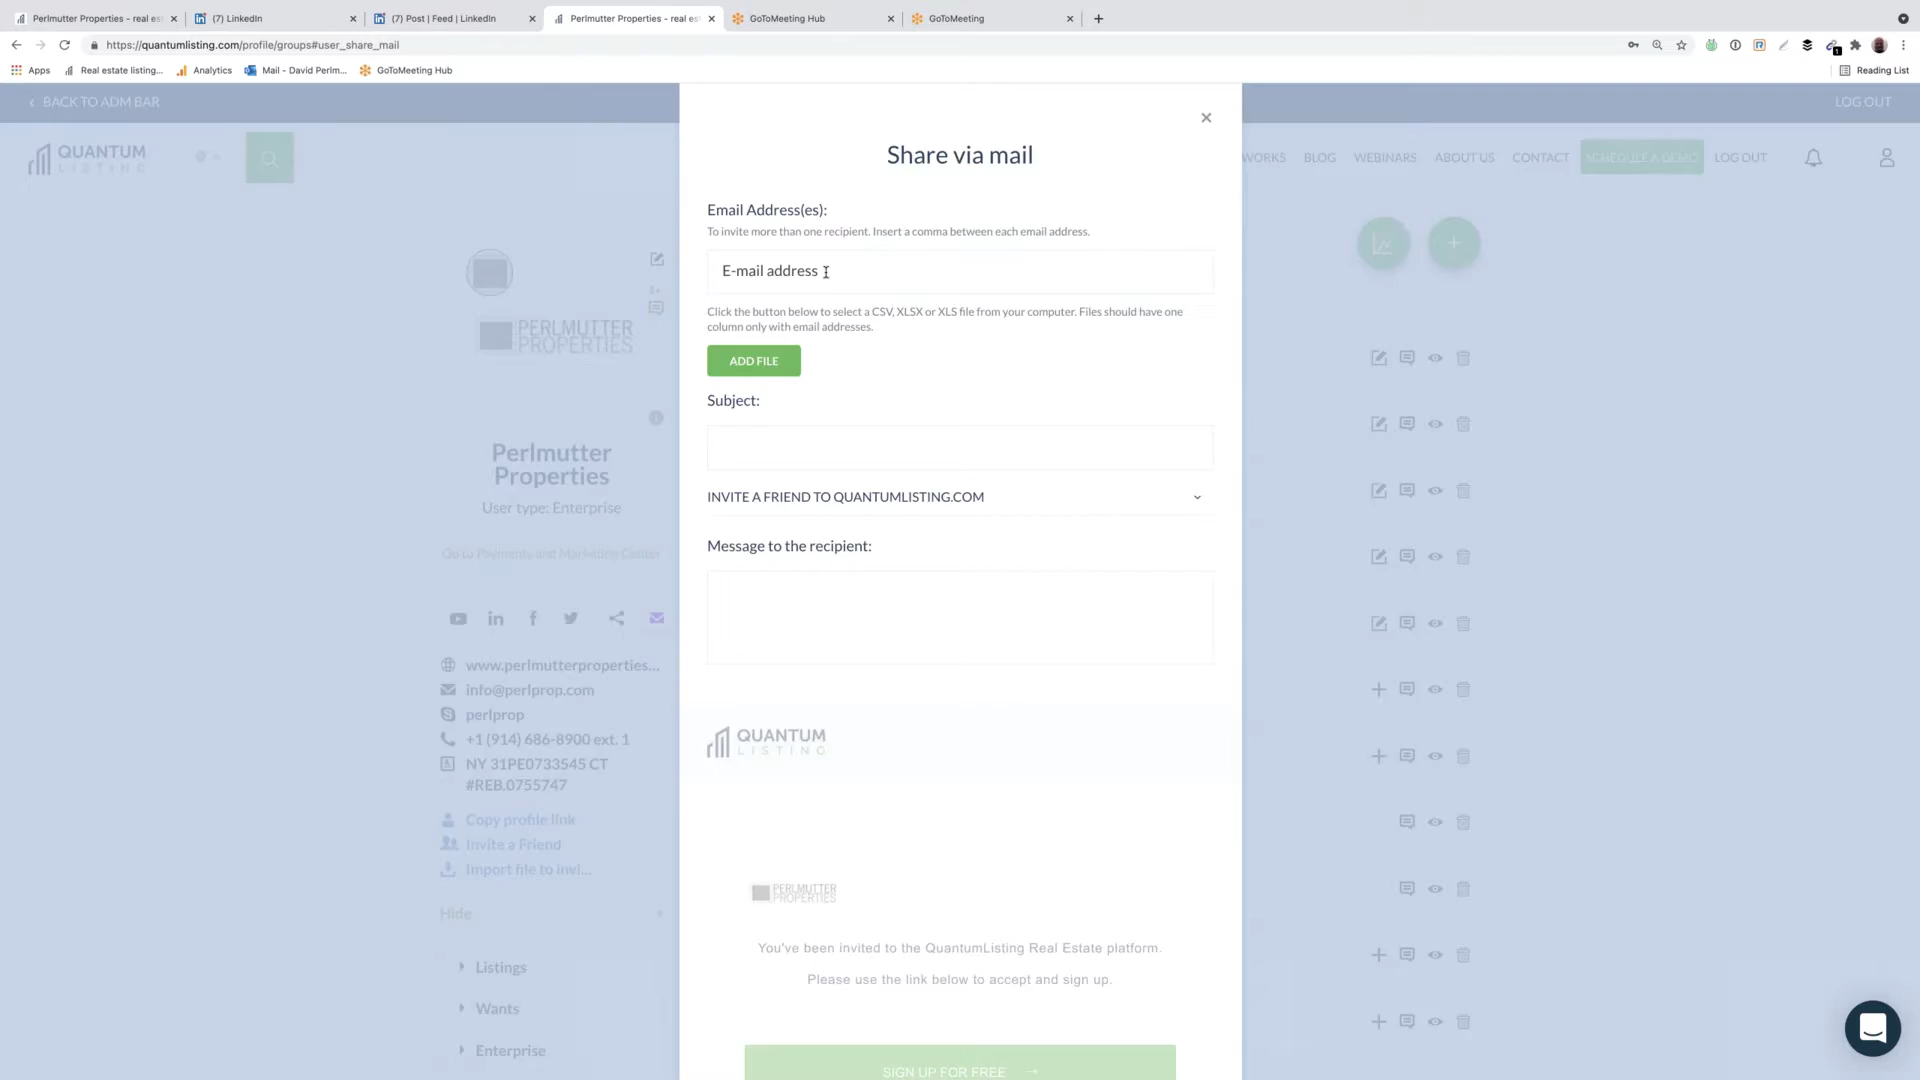 Perlmutter Properties - real es
(7) LinkedIn
(7) Post | Feed | LinkedIn
Perlmutter Properties - real es
GoToMeeting Hub
GoToMeeting
https://quantumlisting.com/profile/groups#user_share_mail
Apps
Real estate listing...
Analytics
Mail - David Perlm...
GoToMeeting Hub
Reading List
BACK TO ADM BAR
LOG OUT
QUANTUM
LISTING
WORKS
BLOG
WEBINARS
ABOUT US
CONTACT
SCHEDULE A DEMO
LOG OUT
PERLMUTTER
PROPERTIES
Perlmutter
Properties
User type: Enterprise
Go to Payments and Marketing Center
www.perlmutterproperties...
info@perlprop.com
perlprop
+1 (914) 686-8900 ext. 1
NY 31PE0733545 CT
#REB.0755747
Copy profile link
Invite a Friend
Import file to invi...
Hide
Listings
Wants
Enterprise
Share via mail
Email Address(es):
To invite more than one recipient. Insert a comma between each email address.
E-mail address
Click the button below to select a CSV, XLSX or XLS file from your computer. Files should have one
column only with email addresses.
ADD FILE
Subject:
INVITE A FRIEND TO QUANTUMLISTING.COM
Message to the recipient:
QUANTUM
LISTING
PERLMUTTER
PROPERTIES
You've been invited to the QuantumListing Real Estate platform.
Please use the link below to accept and sign up.
SIGN UP FOR FREE →